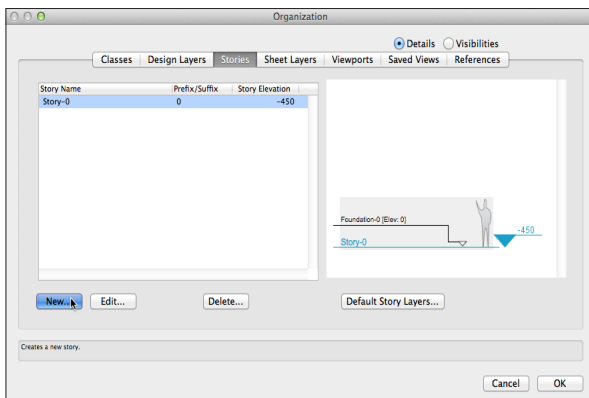 Organization
Details Visibilities
Classes Design Layers Stories Sheet Layers Viewports Saved Views References
Story Name Prefix/Suffix Story Elevation
Story-0 0 -450
Foundation-0 [Elev: 0]
-450
Story-0
New... Edit... Delete... Default Story Layers...
Creates a new story.
Cancel OK